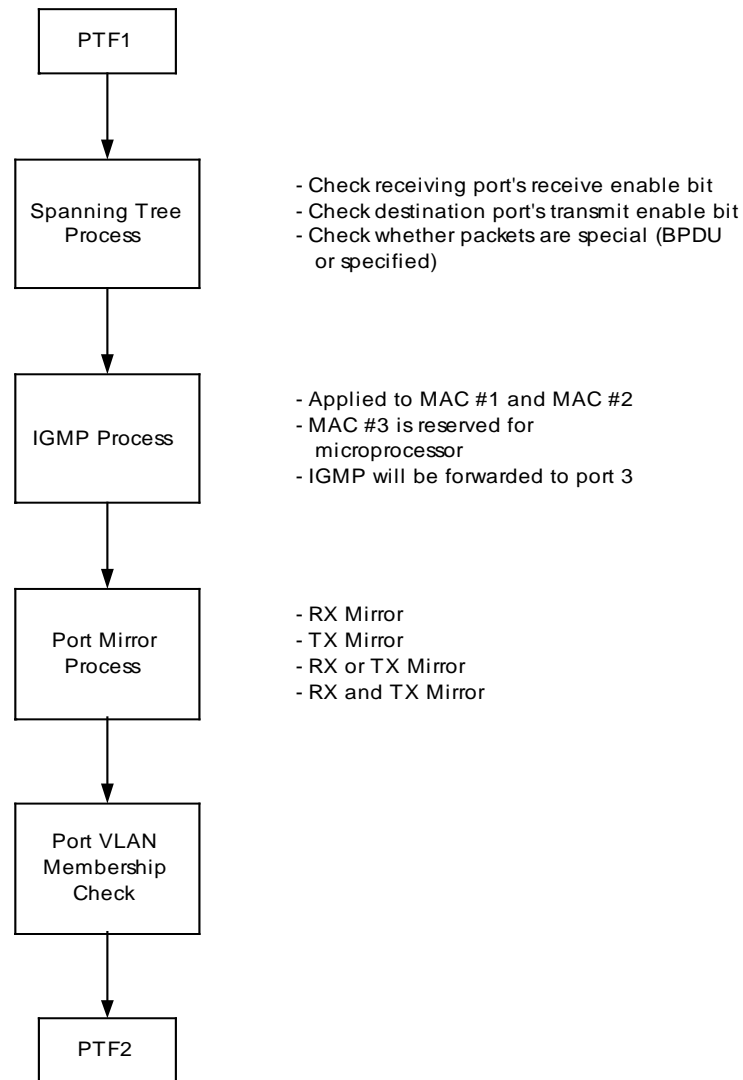 PTF1
Spanning Tree
Process
- Check receiving port's receive enable bit
- Check destination port's transmit enable bit
- Check whether packets are special (BPDU
or specified)
IGMP Process
- Applied to MAC #1 and MAC #2
- MAC #3 is reserved for
microprocessor
- IGMP will be forwarded to port 3
Port Mirror
Process
- RX Mirror
- TX Mirror
- RX or TX Mirror
- RX and TX Mirror
Port VLAN
Membership
Check
PTF2